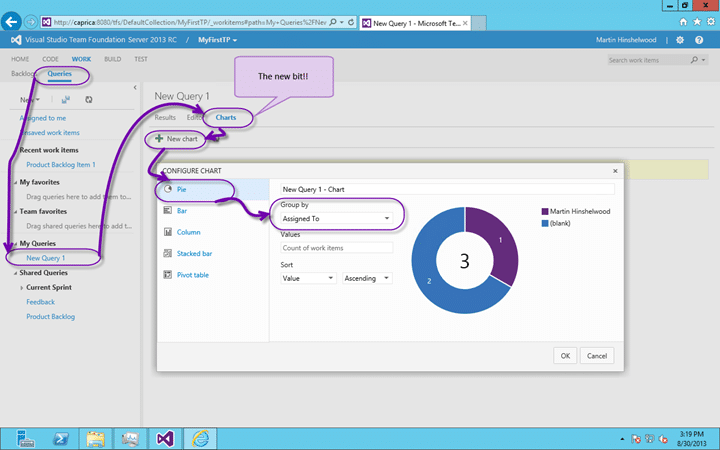 http://caprica:8080/tfs/DefaultCollection/MyFirstTP/_workitems#path=My+Queries%2FNev
New Query 1 - Microsoft Te...
Visual Studio Team Foundation Server 2013 RC / MyFirstTP
Martin Hinshelwood
HOME CODE WORK BUILD TEST
Search work items
Backlogs Queries
The new bit!!
New
Assigned to me
Unsaved work items
Recent work items
Product Backlog Item 1
My favorites
Drag queries here to add them to...
Team favorites
Drag shared queries here to add t...
My Queries
New Query 1
Shared Queries
Current Sprint
Feedback
Product Backlog
New Query 1
Results Editor Charts
New chart
CONFIGURE CHART
Pie
Bar
Column
Stacked bar
Pivot table
New Query 1 - Chart
Group by
Assigned To
Values
Count of work items
Sort
Value Ascending
1
2
3
Martin Hinshelwood
(blank)
OK Cancel
3:19 PM
8/30/2013